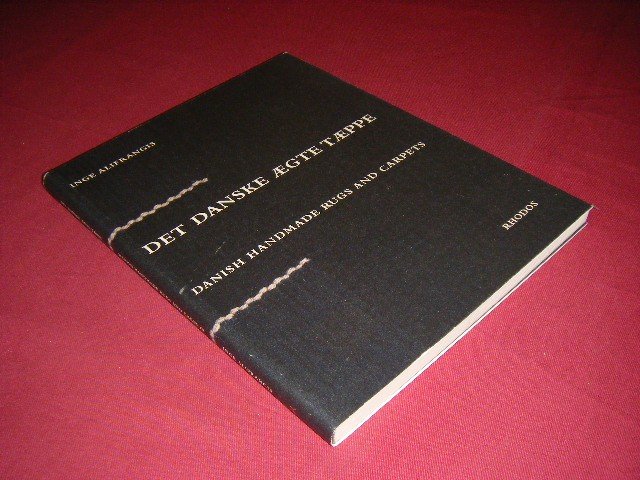 INGE ALIFRANGIS
DET DANSKE ÆGTE TÆPPE
DANISH HANDMADE RUGS AND CARPETS
RHODOS